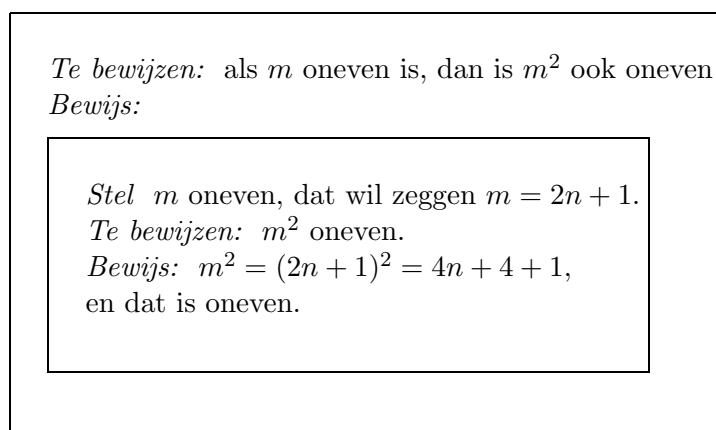 Te bewijzen: als m oneven is, dan is m² ook oneven
Bewijs:
Stel m oneven, dat wil zeggen m = 2n + 1.
Te bewijzen: m² oneven.
Bewijs: m² = (2n + 1)² = 4n + 4 + 1,
en dat is oneven.